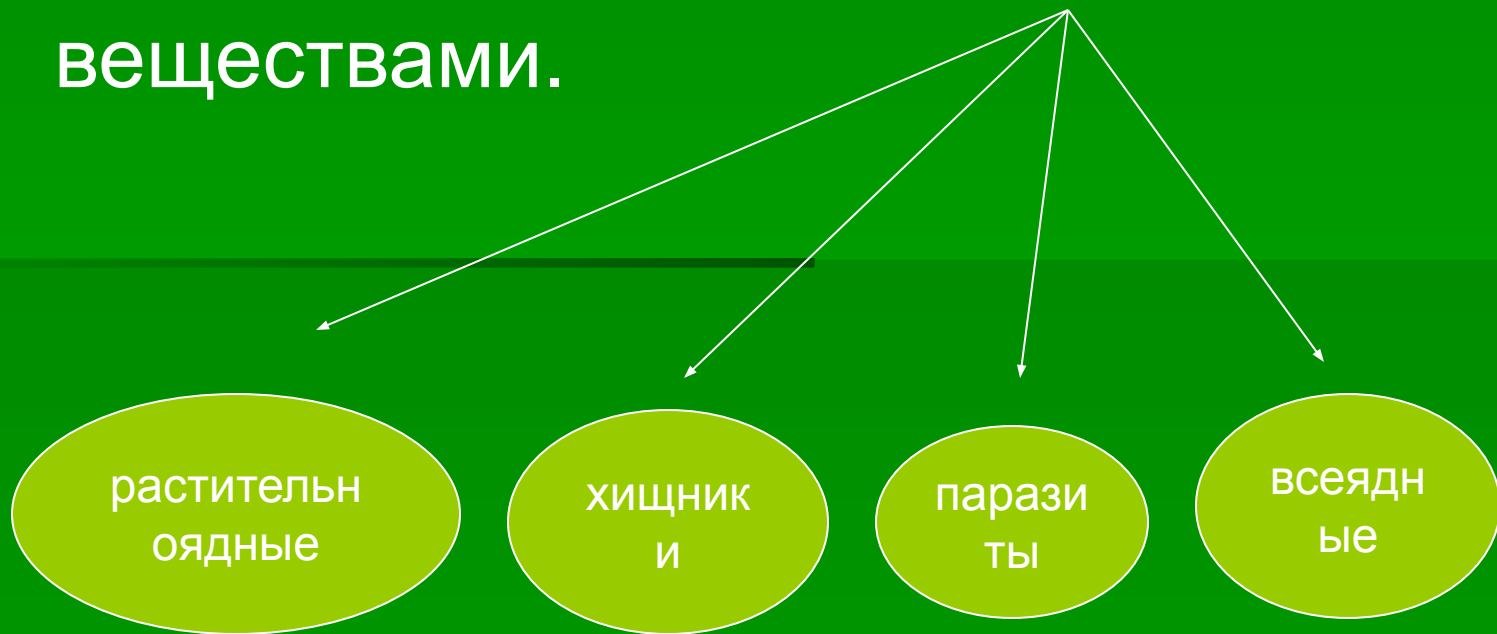 веществами.
растительн
оядные
хищник
и
парази
ты
всеядн
ые